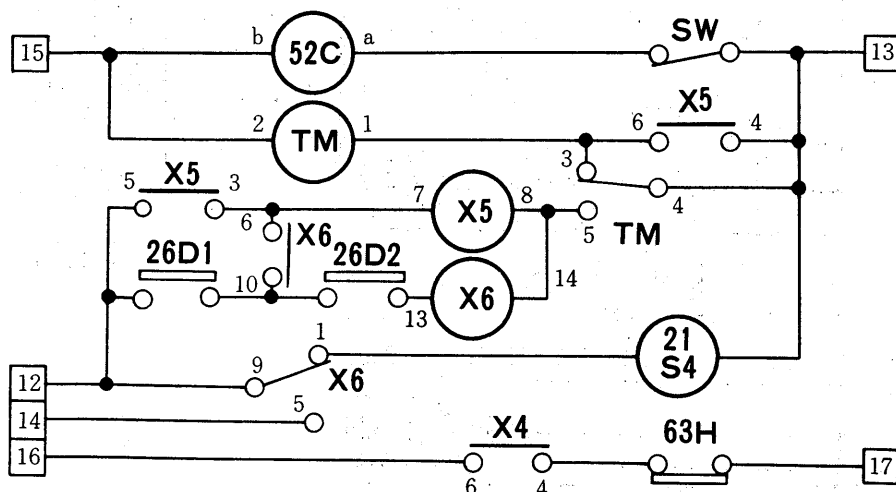 15 b 52C a SW 13
X5
2 TM 1 6 4
3
X5
5 3 7 X5 8 4
6 X6 5 TM
26D1 26D2
10 14
13 X6
1 21
S4
9
12 X6
14 5
X4 63H
16 17
6 4